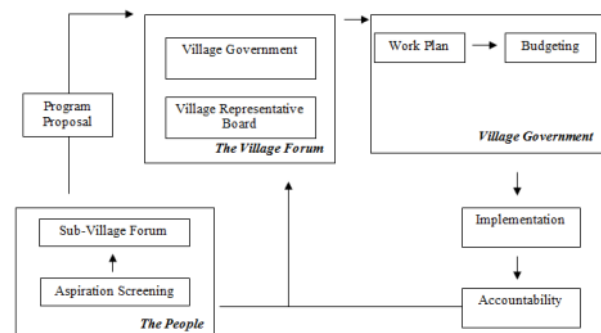 Village Government
Village Representative
Board
The Village Forum
Work Plan
Budgeting
Village Government
Program
Proposal
Sub-Village Forum
Aspiration Screening
The People
Implementation
Accountability